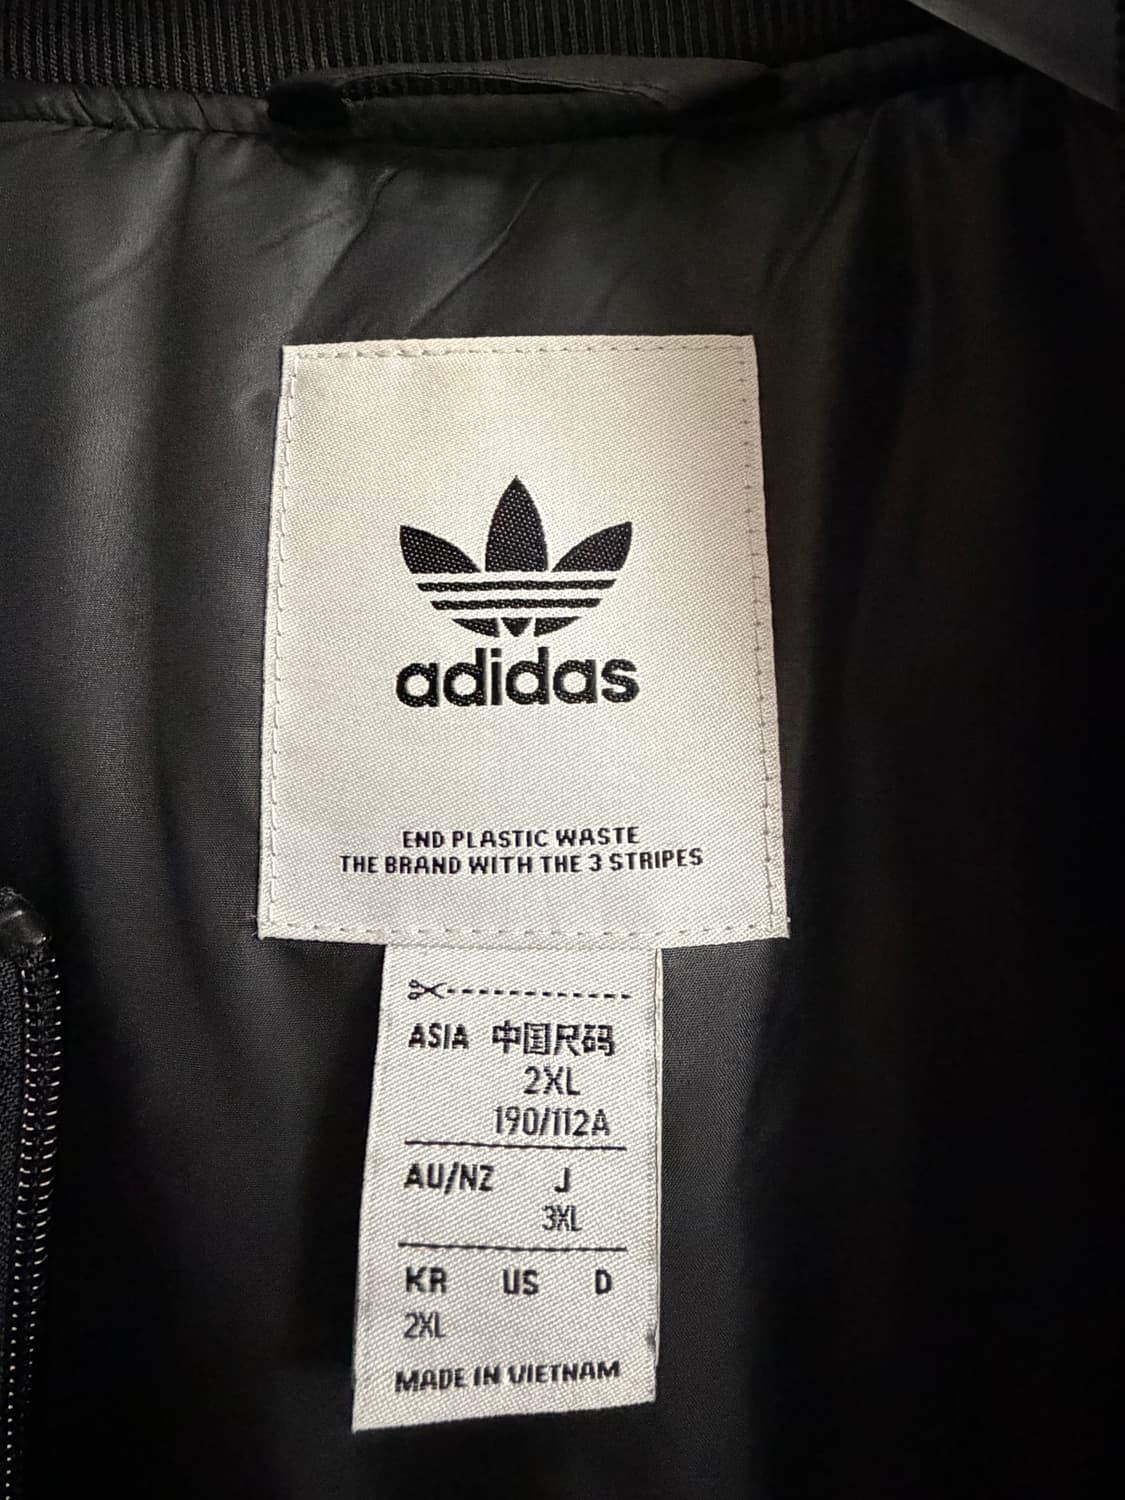 adidas
END PLASTIC WASTE
THE BRAND WITH THE 3 STRIPES
ASIA 中国尺码
2XL
190/112A
AU/NZ J
3XL
KR US D
2XL
MADE IN VIETNAM